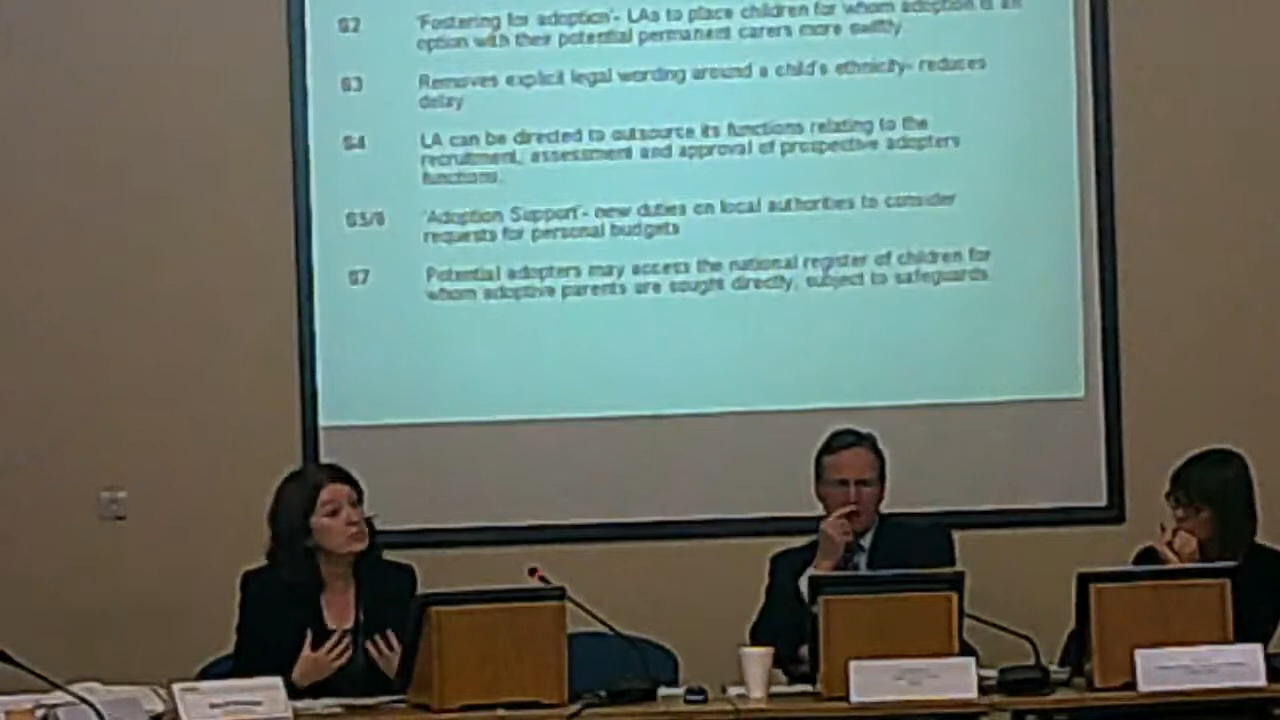 S2 'Fostering for adoption'- LAs to place children for whom adoption is an
option with their potential permanent carers more swiftly
S3 Removes explicit legal wording around a child's ethnicity- reduces
delay
S4 LA can be directed to outsource its functions relating to the
recruitment, assessment and approval of prospective adopters
functions.
S5/6 'Adoption Support'- new duties on local authorities to consider
requests for personal budgets
S7 Potential adopters may access the national register of children for
whom adoptive parents are sought directly, subject to safeguards